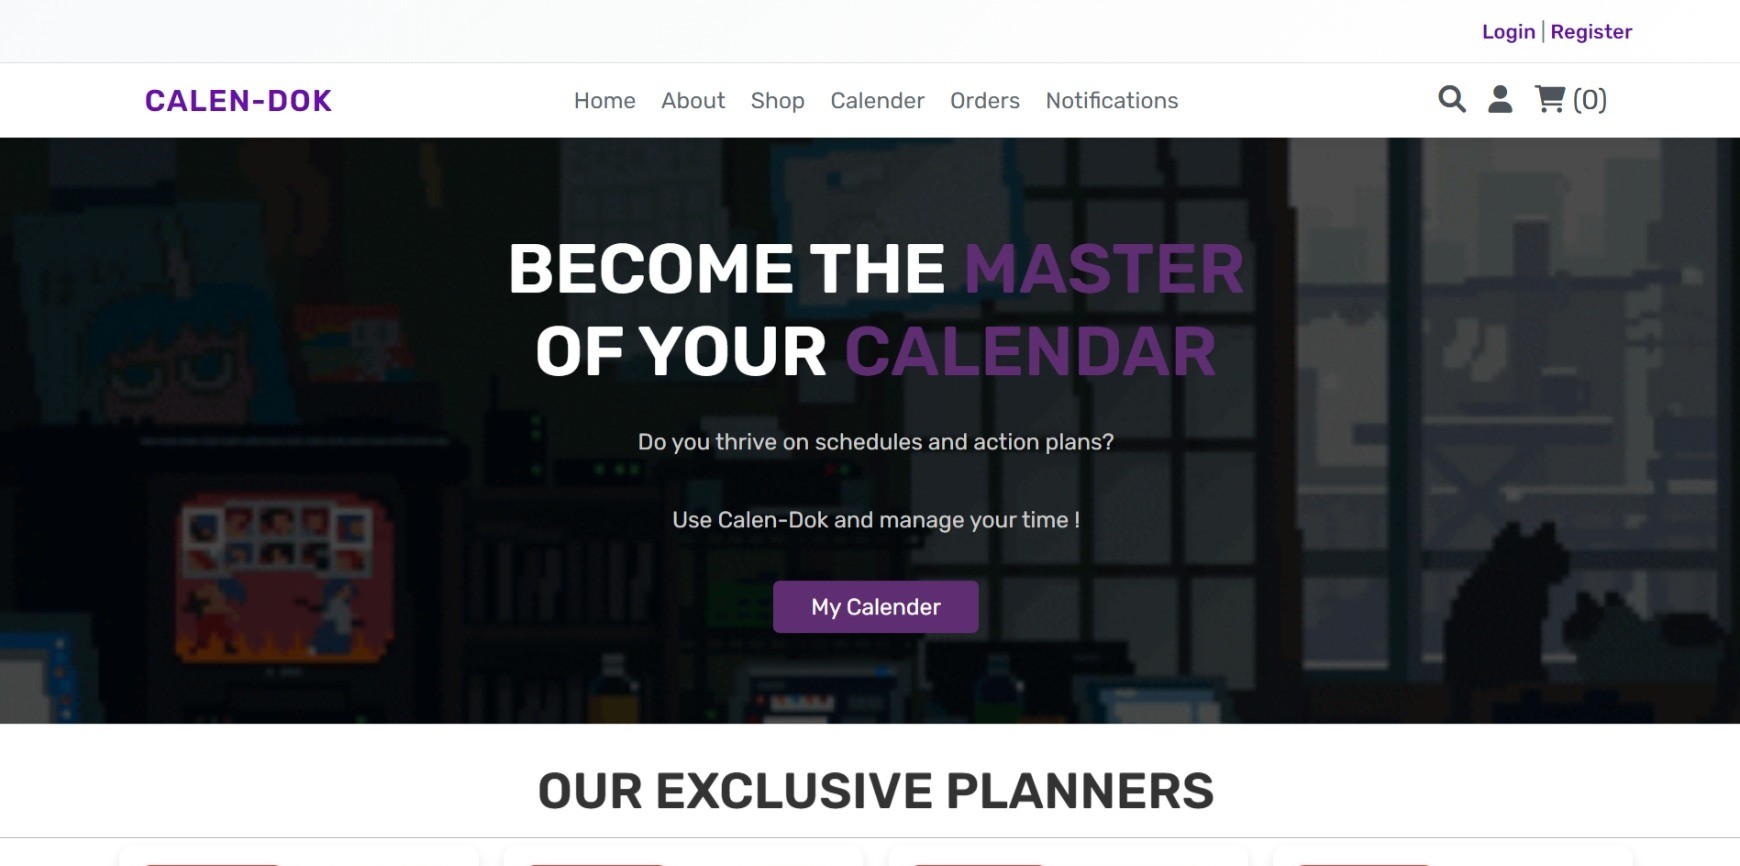 Login | Register
CALEN-DOK
Home About Shop Calender Orders Notifications
(0)
BECOME THE MASTER
OF YOUR CALENDAR
Do you thrive on schedules and action plans?
Use Calen-Dok and manage your time !
My Calender
OUR EXCLUSIVE PLANNERS